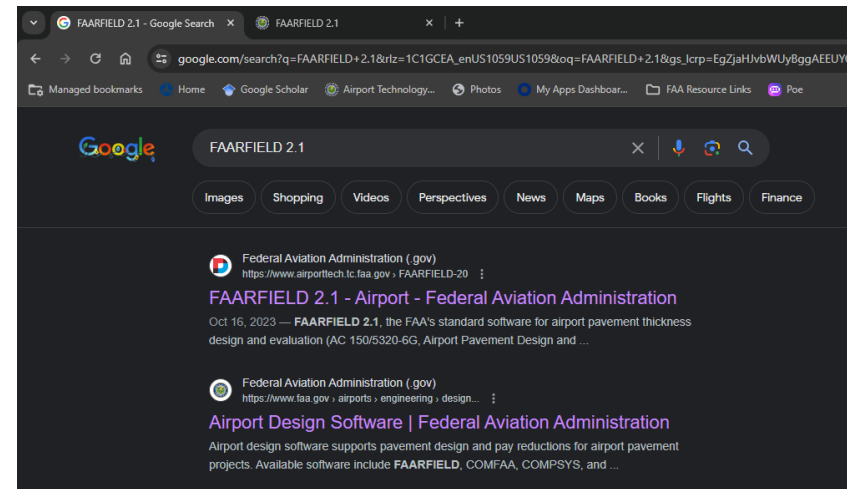 FAARFIELD 2.1 - Google Search
FAARFIELD 2.1
google.com/search?q=FAARFIELD+2.1&rlz=1C1GCEA_enUS1059US1059&oq=FAARFIELD+2.1&gs_lcrp=EgZjaHJvbWUyBggAEEUY
Managed bookmarks Home Google Scholar Airport Technology... Photos My Apps Dashboar... FAA Resource Links Poe
Google FAARFIELD 2.1
Images Shopping Videos Perspectives News Maps Books Flights Finance
Federal Aviation Administration (.gov)
https://www.airporttech.tc.faa.gov › FAARFIELD-20
FAARFIELD 2.1 - Airport - Federal Aviation Administration
Oct 16, 2023 — FAARFIELD 2.1, the FAA's standard software for airport pavement thickness
design and evaluation (AC 150/5320-6G, Airport Pavement Design and ...
Federal Aviation Administration (.gov)
https://www.faa.gov › airports › engineering › design...
Airport Design Software | Federal Aviation Administration
Airport design software supports pavement design and pay reductions for airport pavement
projects. Available software include FAARFIELD, COMFAA, COMPSYS, and ...